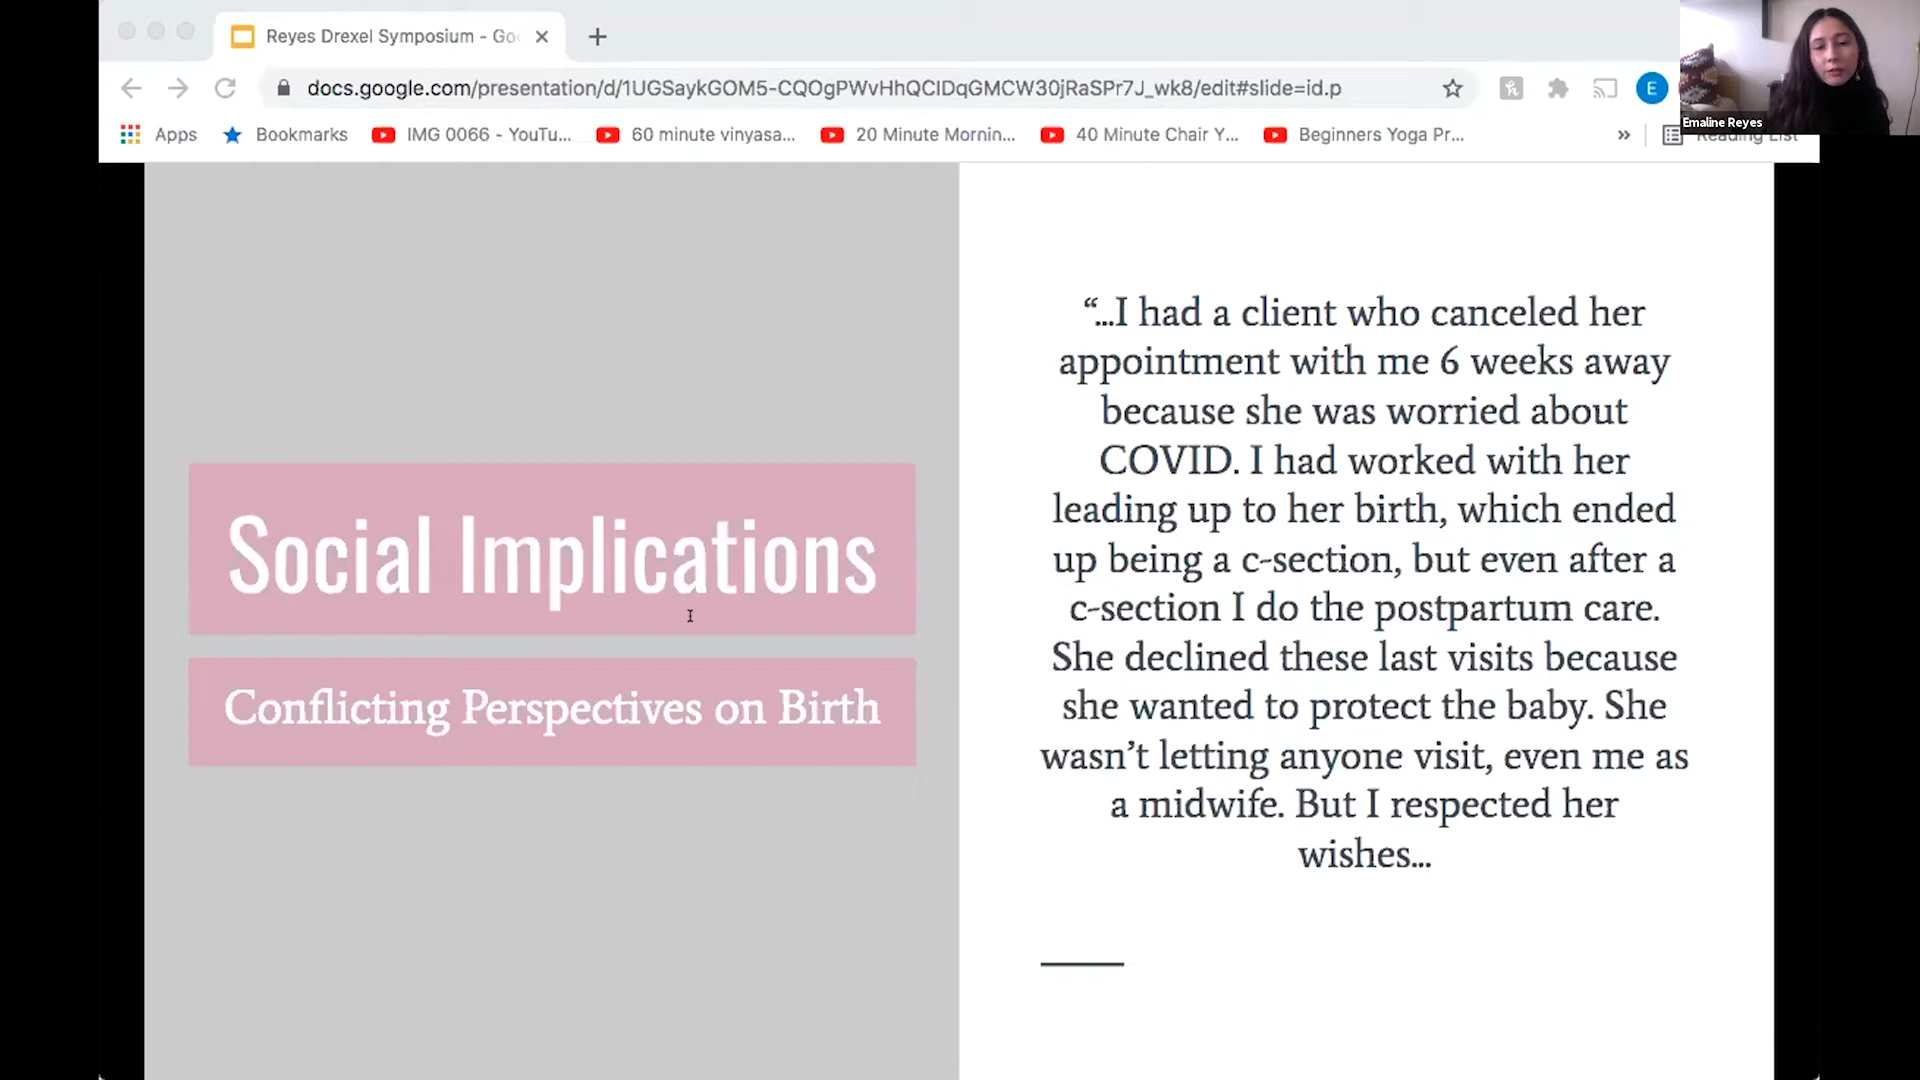 Reyes Drexel Symposium - Go
docs.google.com/presentation/d/1UGSaykGOM5-CQOgPWvHhQCIDqGMCW30jRaSPr7J_wk8/edit#slide=id.p
E
Emaline Reyes
Apps
Bookmarks
IMG 0066 - YouTu...
60 minute vinyasa...
20 Minute Mornin...
40 Minute Chair Y...
Beginners Yoga Pr...
»
Reading List
Social Implications
Conflicting Perspectives on Birth
“...I had a client who canceled her
appointment with me 6 weeks away
because she was worried about
COVID. I had worked with her
leading up to her birth, which ended
up being a c-section, but even after a
c-section I do the postpartum care.
She declined these last visits because
she wanted to protect the baby. She
wasn’t letting anyone visit, even me as
a midwife. But I respected her
wishes...